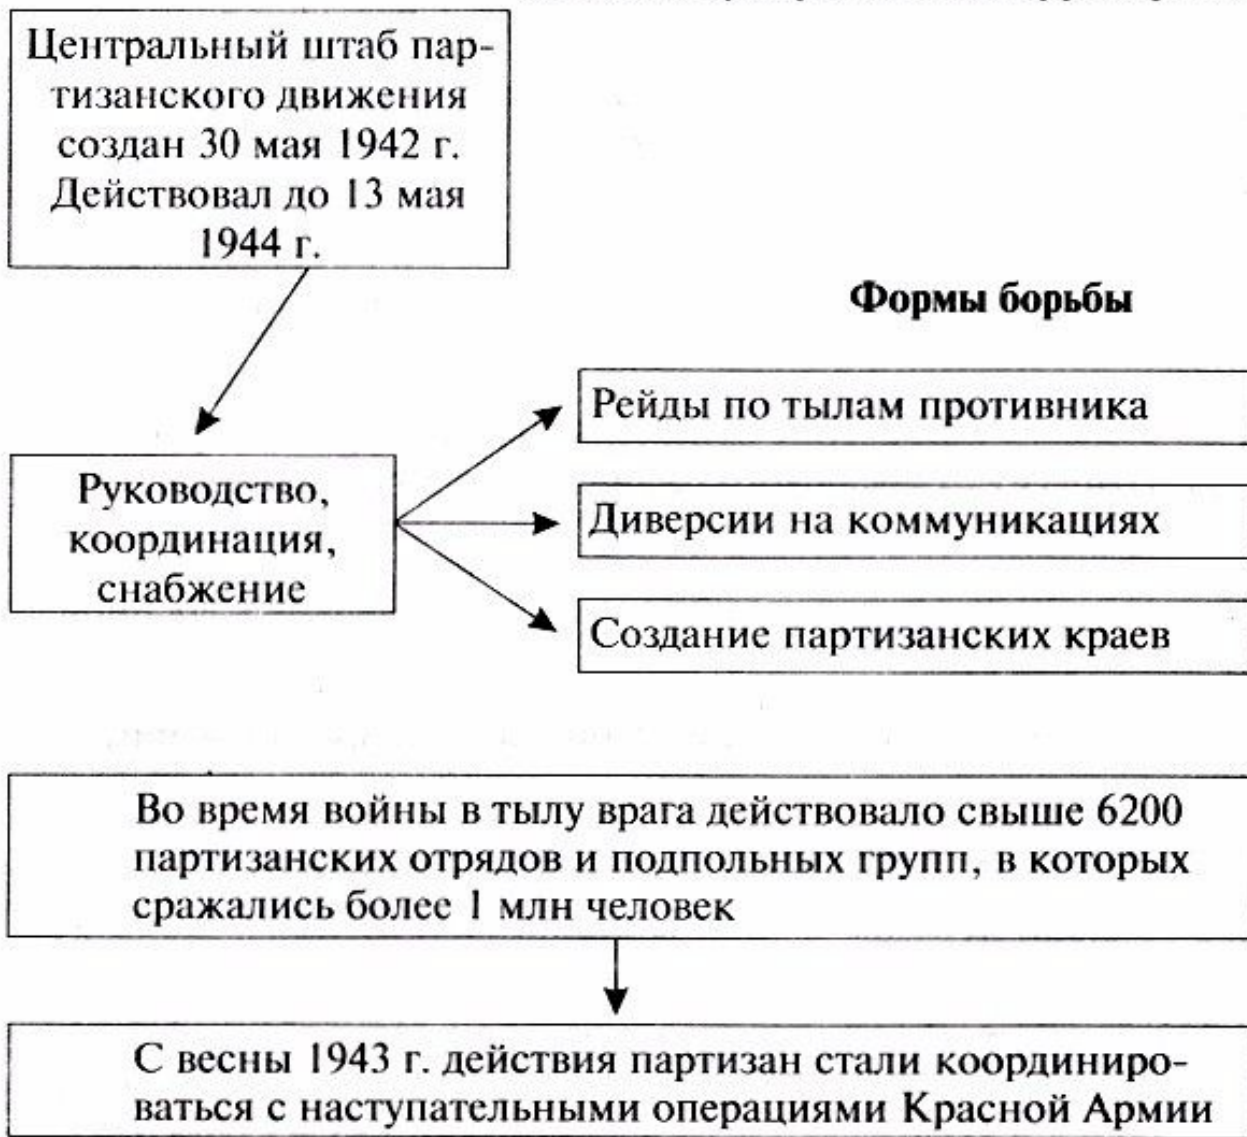 Центральный штаб пар-
тизанского движения
создан 30 мая 1942 г.
Действовал до 13 мая
1944 г.
Формы борьбы
Рейды по тылам противника
Руководство,
координация,
снабжение
Диверсии на коммуникациях
Создание партизанских краев
Во время войны в тылу врага действовало свыше 6200
партизанских отрядов и подпольных групп, в которых
сражались более 1 млн человек
С весны 1943 г. действия партизан стали координиро-
ваться с наступательными операциями Красной Армии